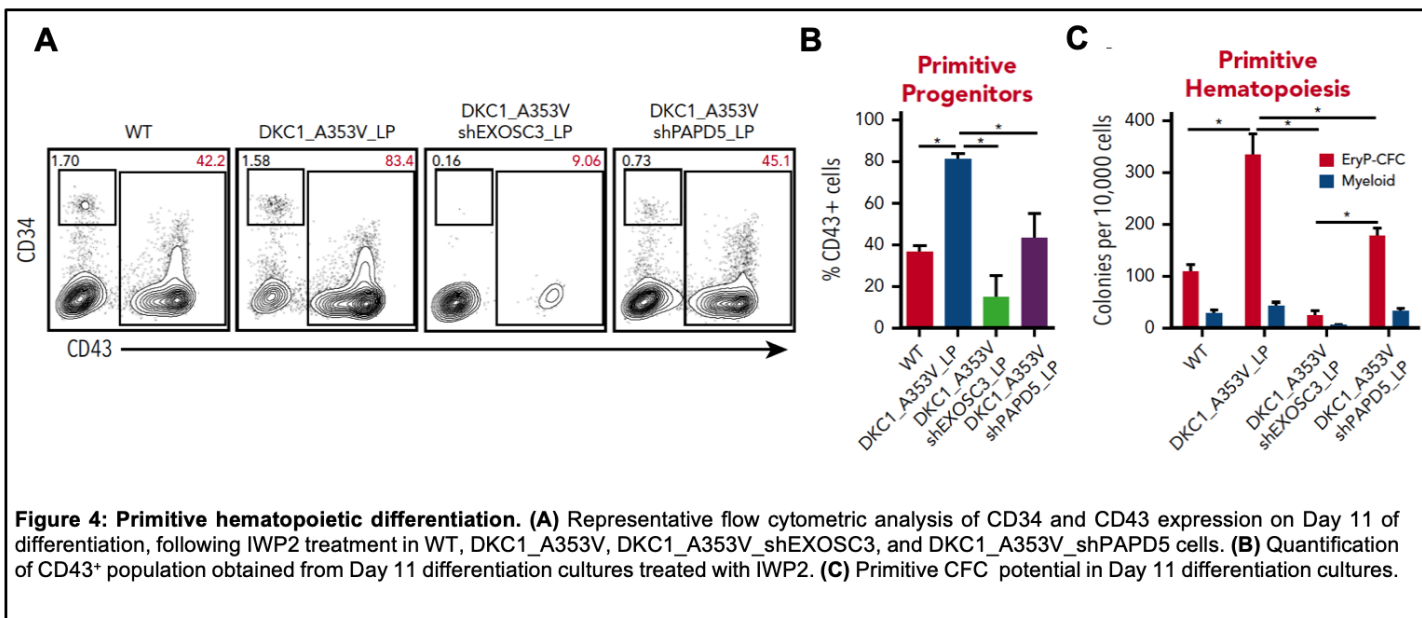 A
B
C
WT
DKC1_A353V_LP
DKC1_A353V
shEXOSC3_LP
DKC1_A353V
shPAPD5_LP
1.70
42.2
1.58
83.4
0.16
9.06
0.73
45.1
CD34
CD43
Primitive
Progenitors
% CD43+ cells
100
80
60
40
20
0
*
*
*
WT
DKC1_A353V_LP
DKC1_A353V
shEXOSC3_LP
DKC1_A353V
shPAPD5_LP
Primitive
Hematopoiesis
Colonies per 10,000 cells
400
300
200
100
0
*
*
*
*
EryP-CFC
Myeloid
WT
DKC1_A353V_LP
DKC1_A353V
shEXOSC3_LP
DKC1_A353V
shPAPD5_LP
Figure 4: Primitive hematopoietic differentiation. (A) Representative flow cytometric analysis of CD34 and CD43 expression on Day 11 of
differentiation, following IWP2 treatment in WT, DKC1_A353V, DKC1_A353V_shEXOSC3, and DKC1_A353V_shPAPD5 cells. (B) Quantification
of CD43⁺ population obtained from Day 11 differentiation cultures treated with IWP2. (C) Primitive CFC potential in Day 11 differentiation cultures.